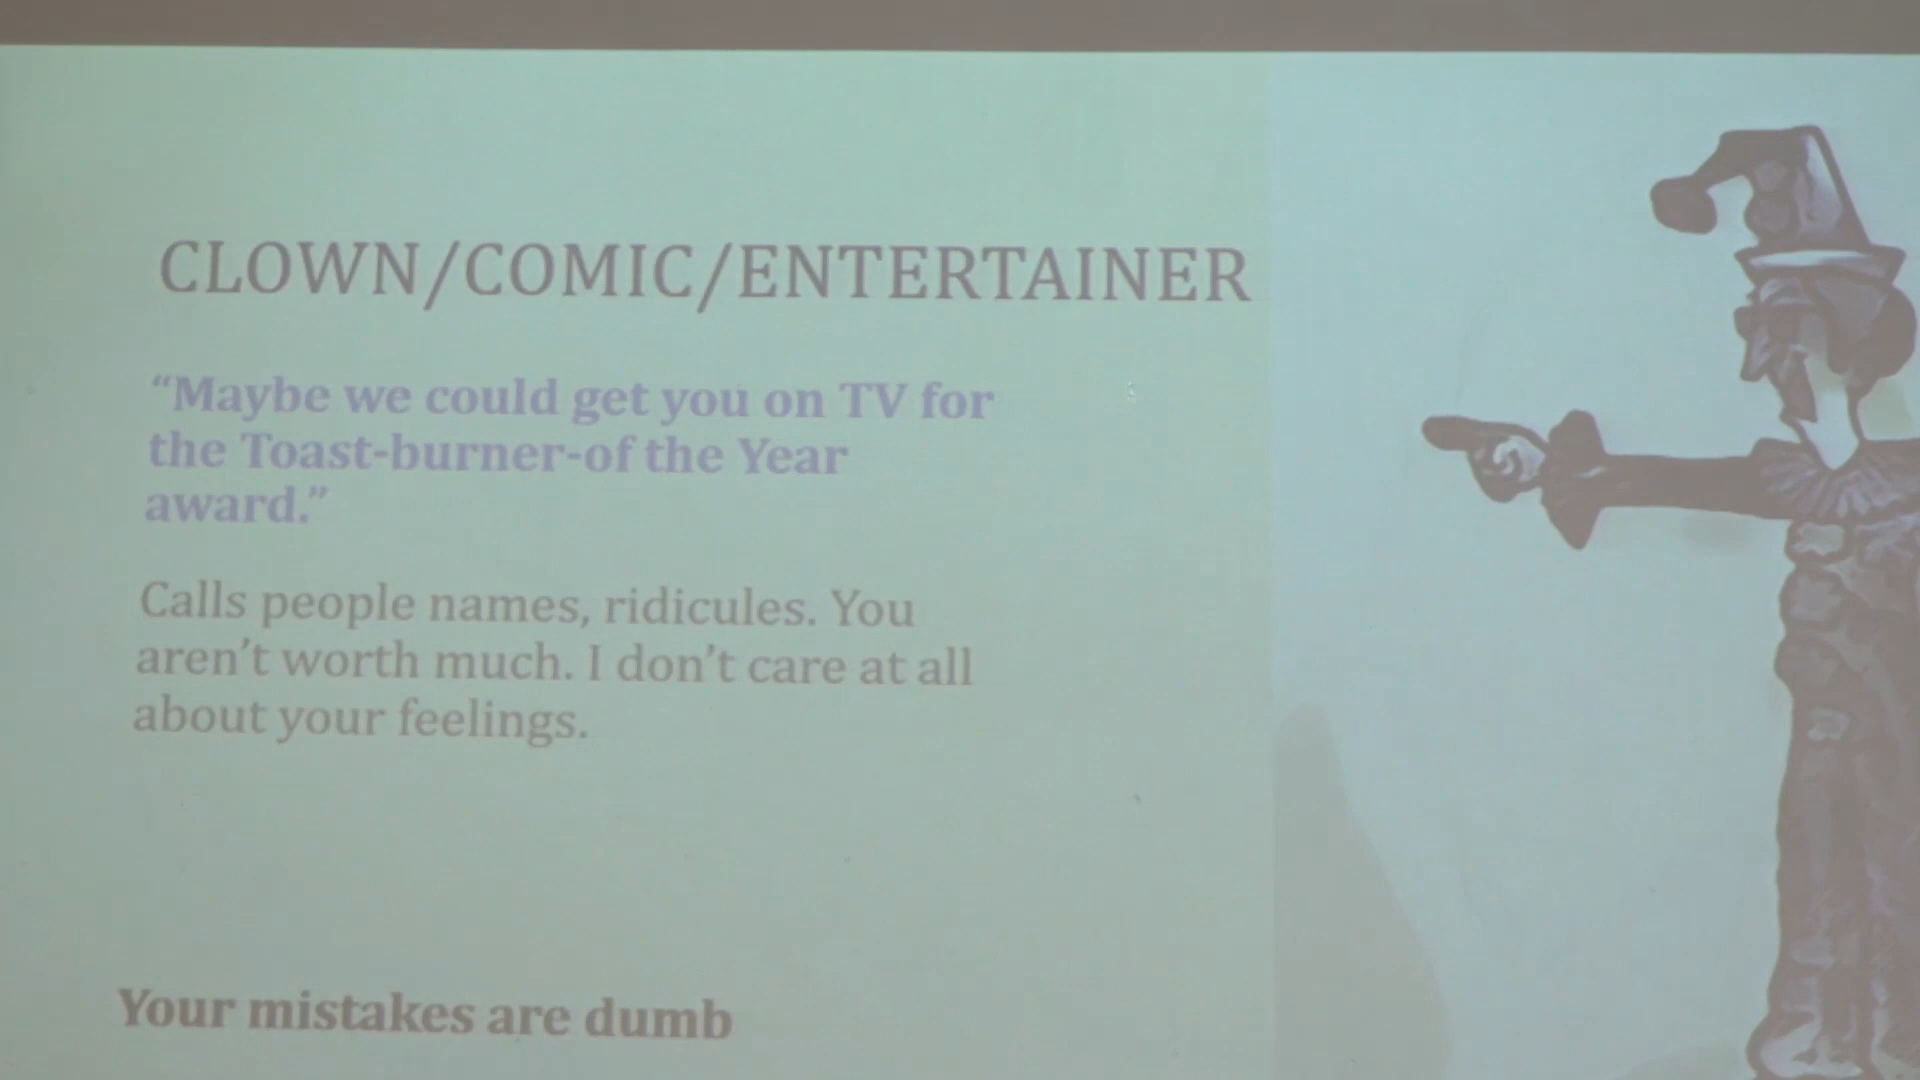 CLOWN/COMIC/ENTERTAINER
“Maybe we could get you on TV for
the Toast-burner-of the Year
award.”
Calls people names, ridicules. You
aren’t worth much. I don’t care at all
about your feelings.
Your mistakes are dumb